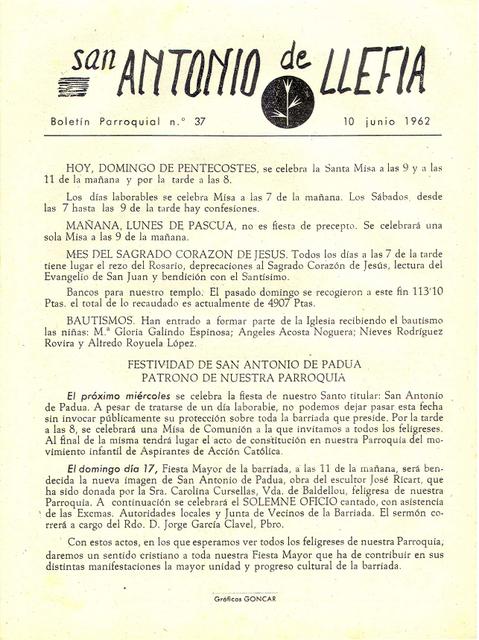 san ANTONIO de LLEFIA
Boletín Parroquial n.° 37 10 junio 1962
HOY, DOMINGO DE PENTECOSTES, se celebra la Santa Misa a las 9 y a las
11 de la mañana y por la tarde a las 8.
Los días laborables se celebra Misa a las 7 de la mañana. Los Sábados, desde
las 7 hasta las 9 de la tarde hay confesiones.
MAÑANA, LUNES DE PASCUA, no es fiesta de precepto. Se celebrará una
sola Misa a las 9 de la mañana.
MES DEL SAGRADO CORAZON DE JESUS. Todos los días a las 7 de la tarde
tiene lugar el rezo del Rosario, deprecaciones al Sagrado Corazón de Jesús, lectura del
Evangelio de San Juan y bendición con el Santísimo.
Bancos para nuestro templo. El pasado domingo se recogieron a este fin 113'10
Ptas. el total de lo recaudado es actualmente de 4907 Ptas.
BAUTISMOS. Han entrado a formar parte de la Iglesia recibiendo el bautismo
las niñas: M.ª Gloria Galindo Espinosa; Angeles Acosta Noguera; Nieves Rodríguez
Rovira y Alfredo Royuela López.
FESTIVIDAD DE SAN ANTONIO DE PADUA
PATRONO DE NUESTRA PARROQUIA
El próximo miércoles se celebra la fiesta de nuestro Santo titular: San Antonio
de Padua. A pesar de tratarse de un día laborable, no podemos dejar pasar esta fecha
sin invocar públicamente su protección sobre toda la barriada que preside. Por la tarde
a las 8, se celebrará una Misa de Comunión a la que invitamos a todos los feligreses.
Al final de la misma tendrá lugar el acto de constitución en nuestra Parroquia del mo-
vimiento infantil de Aspirantes de Acción Católica.
El domingo día 17, Fiesta Mayor de la barriada, a las 11 de la mañana, será ben-
decida la nueva imagen de San Antonio de Padua, obra del escultor José Ricart, que
ha sido donada por la Sra. Carolina Cursellas, Vda. de Baldellou, feligresa de nuestra
Parroquia. A continuación se celebrará el SOLEMNE OFICIO cantado, con asistencia
de las Excmas. Autoridades locales y Junta de Vecinos de la Barriada. El sermón co-
rrerá a cargo del Rdo. D. Jorge García Clavel, Pbro.
Con estos actos, en los que esperamos ver todos los feligreses de nuestra Parroquia,
daremos un sentido cristiano a toda nuestra Fiesta Mayor que ha de contribuir en sus
distintas manifestaciones la mayor unidad y progreso cultural de la barriada.
Gráficas GONCAR